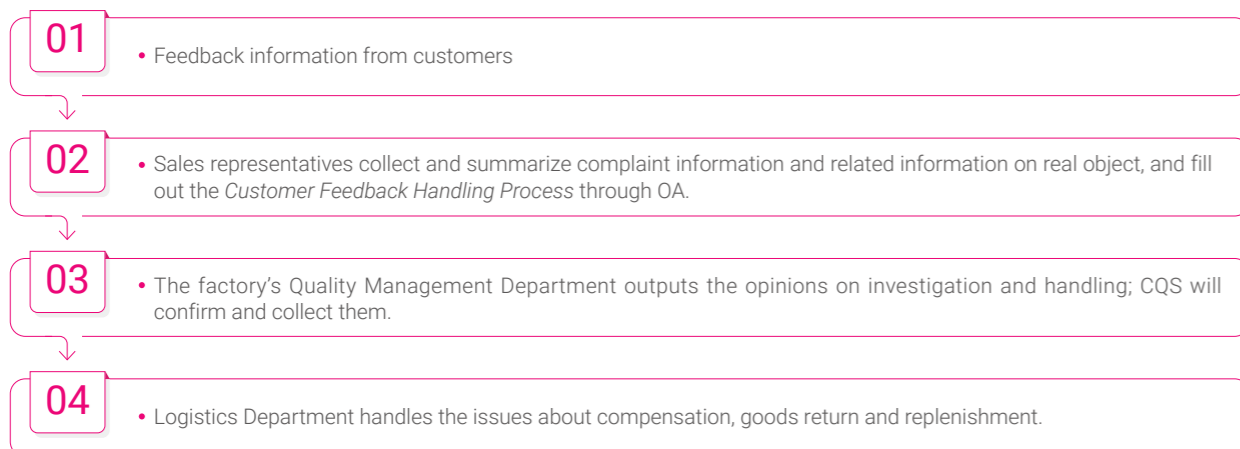 01
• Feedback information from customers
02
• Sales representatives collect and summarize complaint information and related information on real object, and fill
out the Customer Feedback Handling Process through OA.
03
• The factory’s Quality Management Department outputs the opinions on investigation and handling; CQS will
confirm and collect them.
04
• Logistics Department handles the issues about compensation, goods return and replenishment.